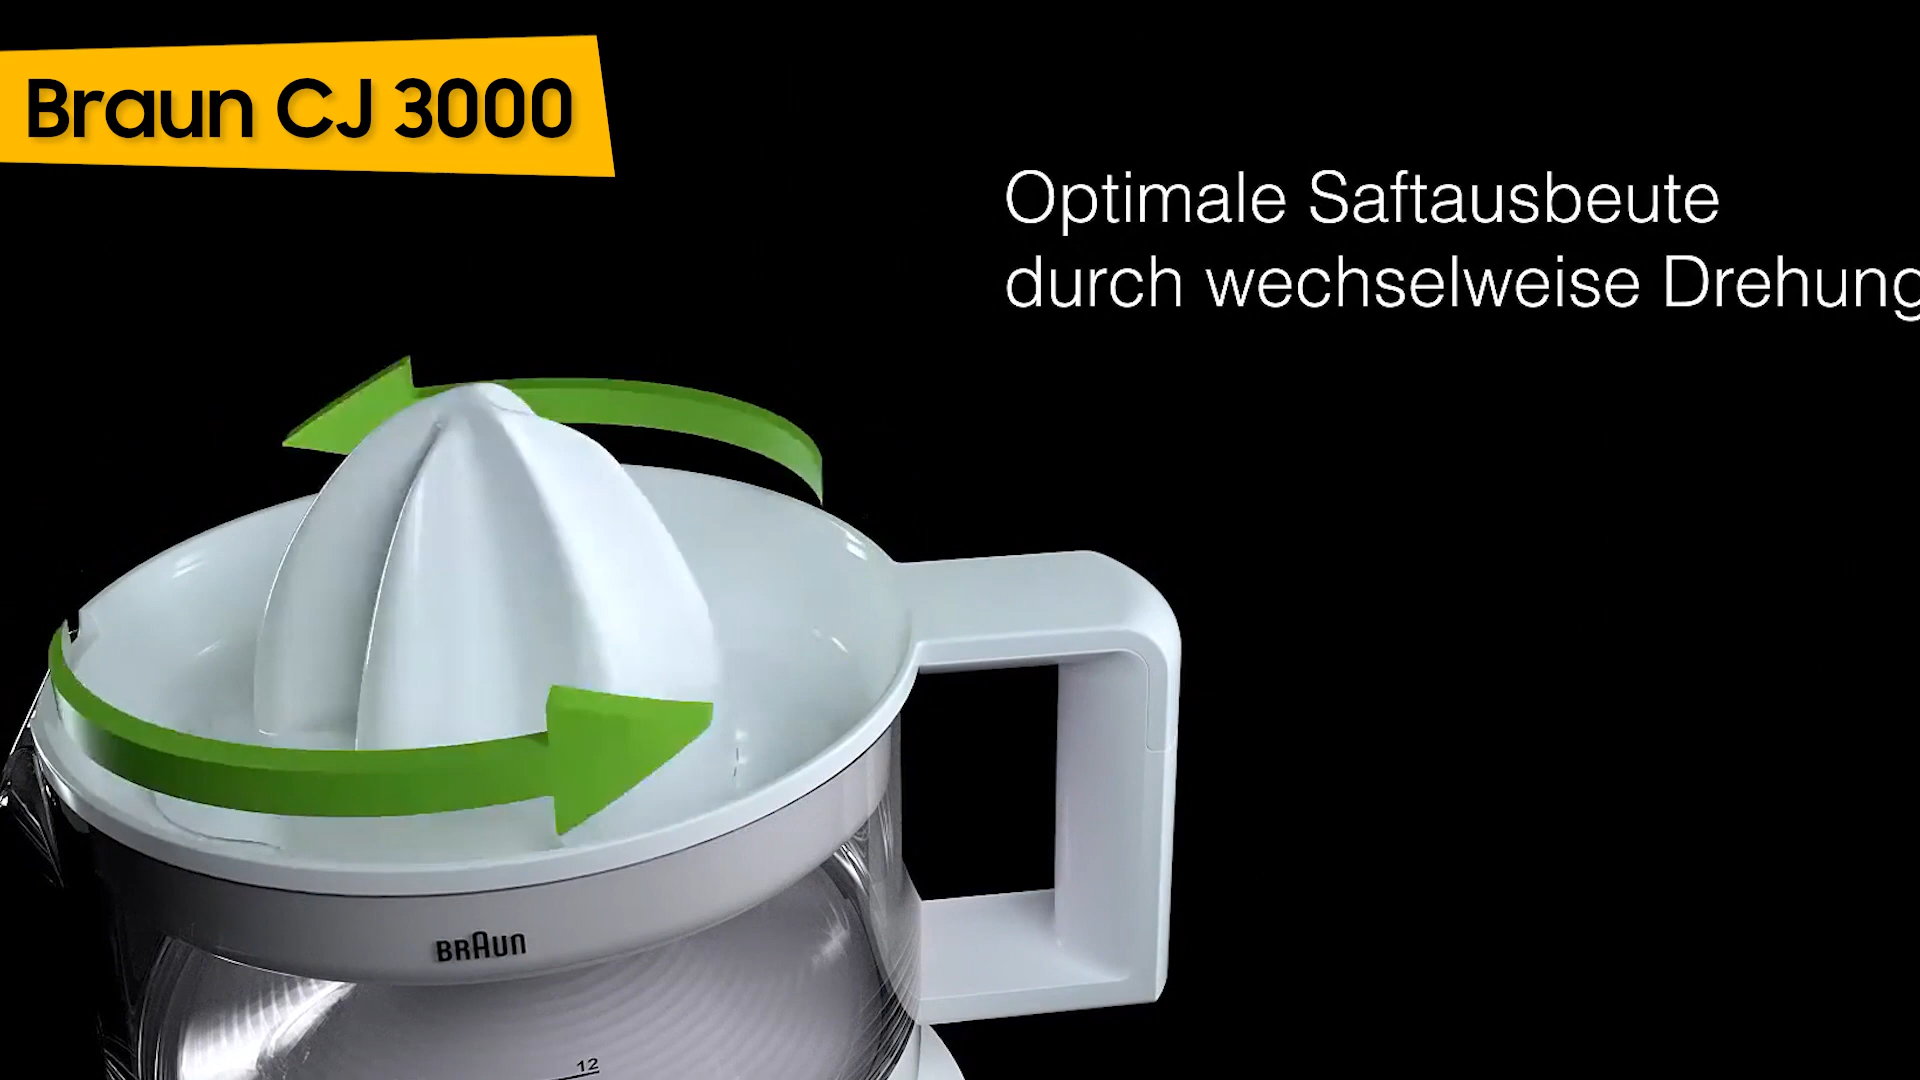 Braun CJ 3000
Optimale Saftausbeute
durch wechselweise Drehung
BRAUN
12